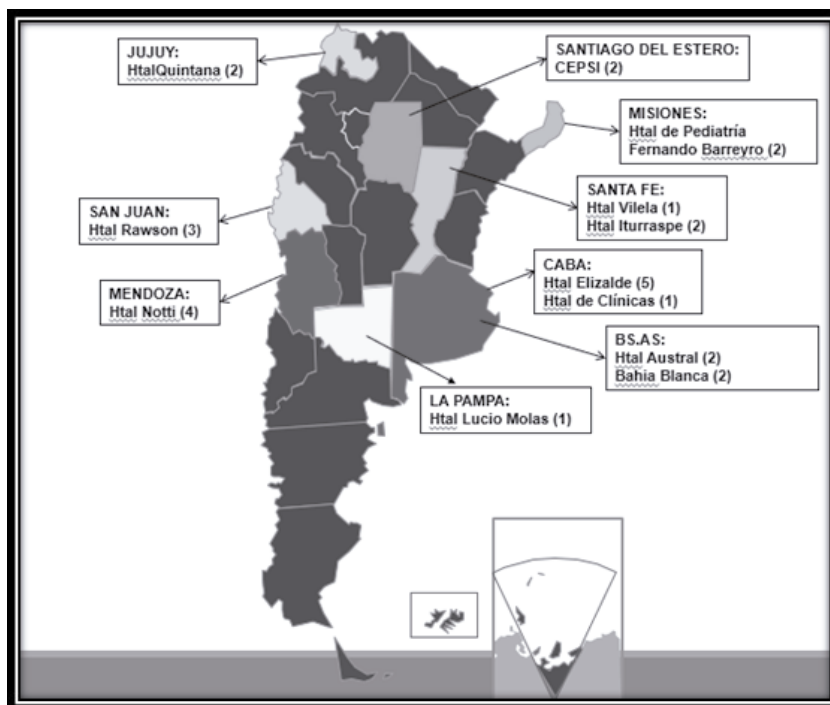 JUJUY:
HtalQuintana (2)
SANTIAGO DEL ESTERO:
CEPSI (2)
MISIONES:
Htal de Pediatría
Fernando Barreyro (2)
SAN JUAN:
Htal Rawson (3)
SANTA FE:
Htal Vilela (1)
Htal Iturraspe (2)
MENDOZA:
Htal Notti (4)
CABA:
Htal Elizalde (5)
Htal de Clínicas (1)
BS.AS:
Htal Austral (2)
Bahia Blanca (2)
LA PAMPA:
Htal Lucio Molas (1)